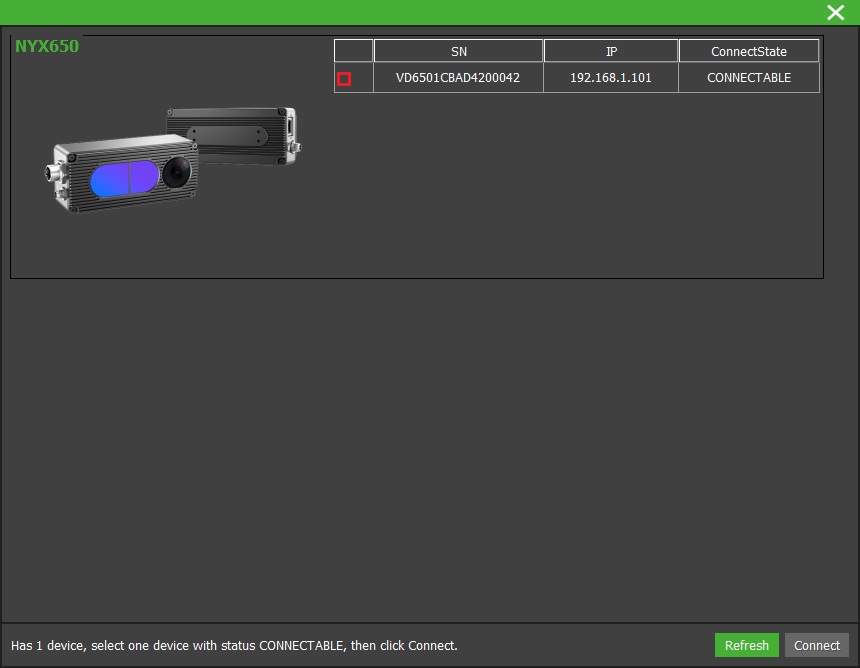 NYX650
SN IP ConnectState
VD6501CBAD4200042 192.168.1.101 CONNECTABLE
Has 1 device, select one device with status CONNECTABLE, then click Connect.
Refresh Connect